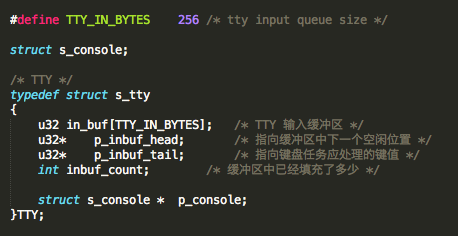 #define TTY_IN_BYTES 256 /* tty input queue size */
struct s_console;
/* TTY */
typedef struct s_tty
{
u32 in_buf[TTY_IN_BYTES]; /* TTY 输入缓冲区 */
u32* p_inbuf_head; /* 指向缓冲区中下一个空闲位置 */
u32* p_inbuf_tail; /* 指向键盘任务应处理的键值 */
int inbuf_count; /* 缓冲区中已经填充了多少 */
struct s_console * p_console;
}TTY;